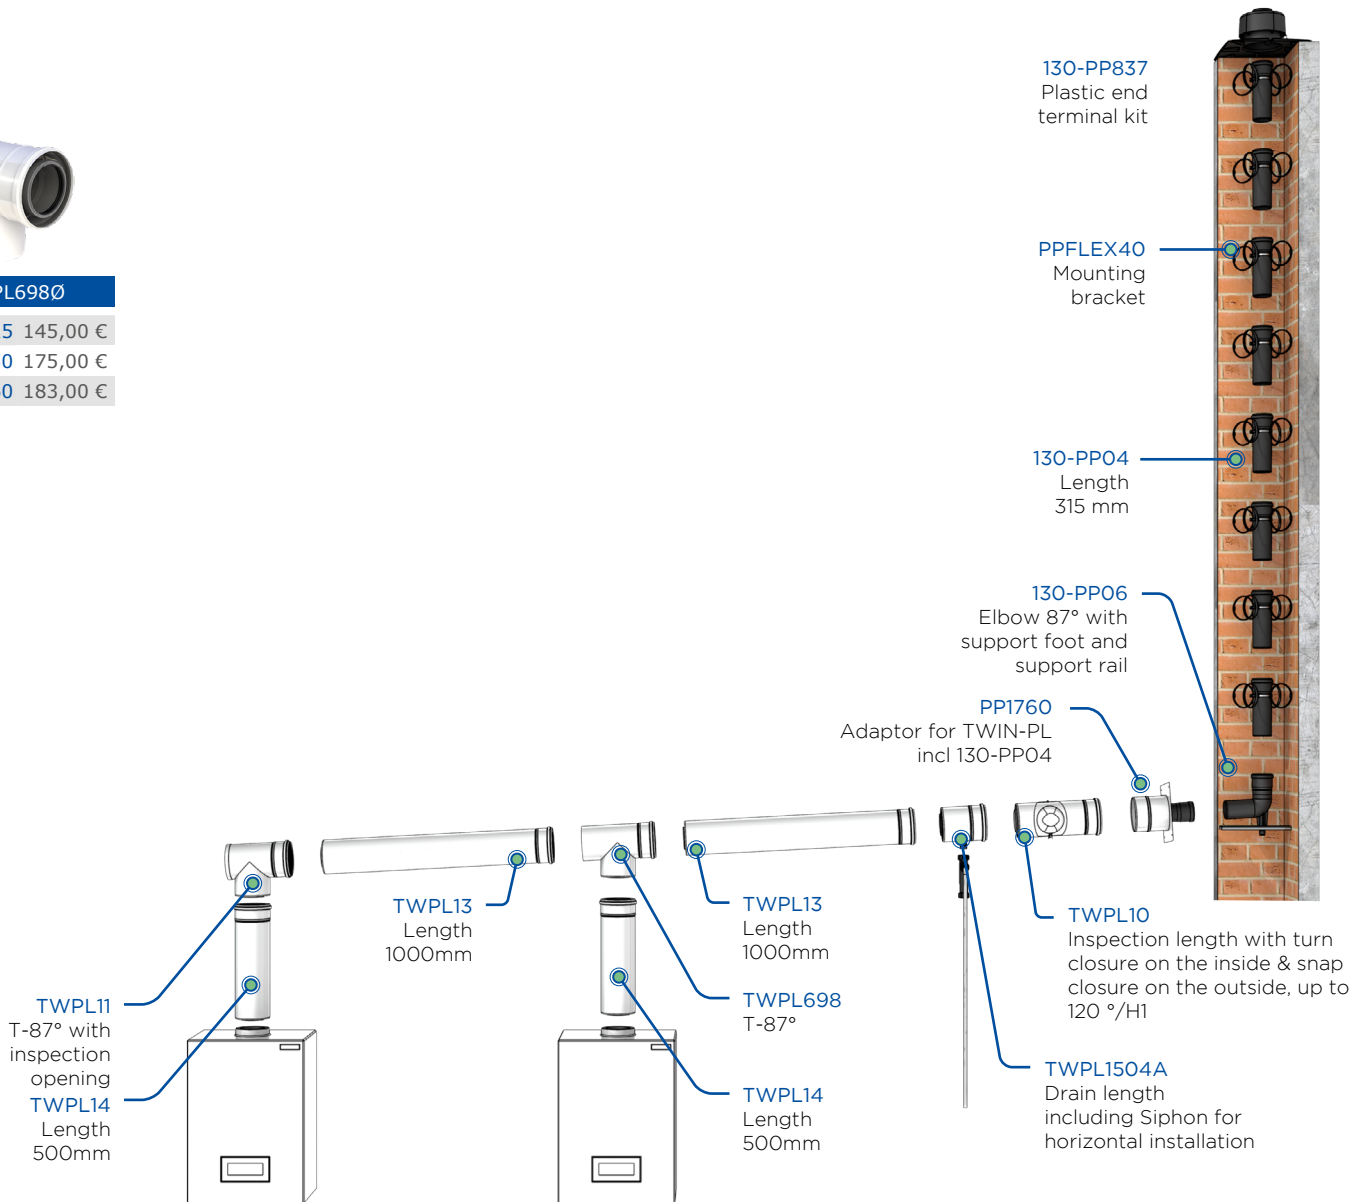 130-PP837
Plastic end
terminal kit
PPFLEX40
Mounting
bracket
145,00 €
175,00 €
183,00 €
130-PP04
Length
315 mm
130-PP06
Elbow 87° with
support foot and
support rail
PP1760
Adaptor for TWIN-PL
incl 130-PP04
TWPL13
Length
1000mm
TWPL13
Length
1000mm
TWPL10
Inspection length with turn
closure on the inside & snap
closure on the outside, up to
120 °/H1
TWPL11
T-87° with
inspection
opening
TWPL14
Length
500mm
TWPL698
T-87°
TWPL14
Length
500mm
TWPL1504A
Drain length
including Siphon for
horizontal installation